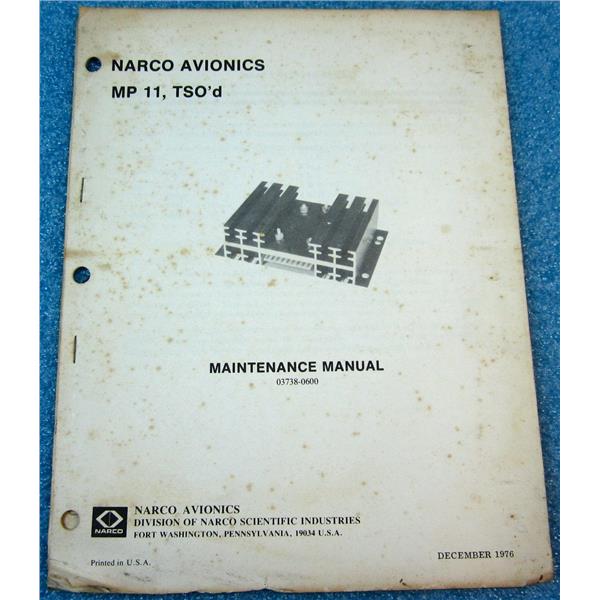 NARCO AVIONICS
MP 11, TSO'd
MAINTENANCE MANUAL
03738-0600
NARCO
NARCO AVIONICS
DIVISION OF NARCO SCIENTIFIC INDUSTRIES
FORT WASHINGTON, PENNSYLVANIA, 19034 U.S.A.
Printed in U.S.A.
DECEMBER 1976